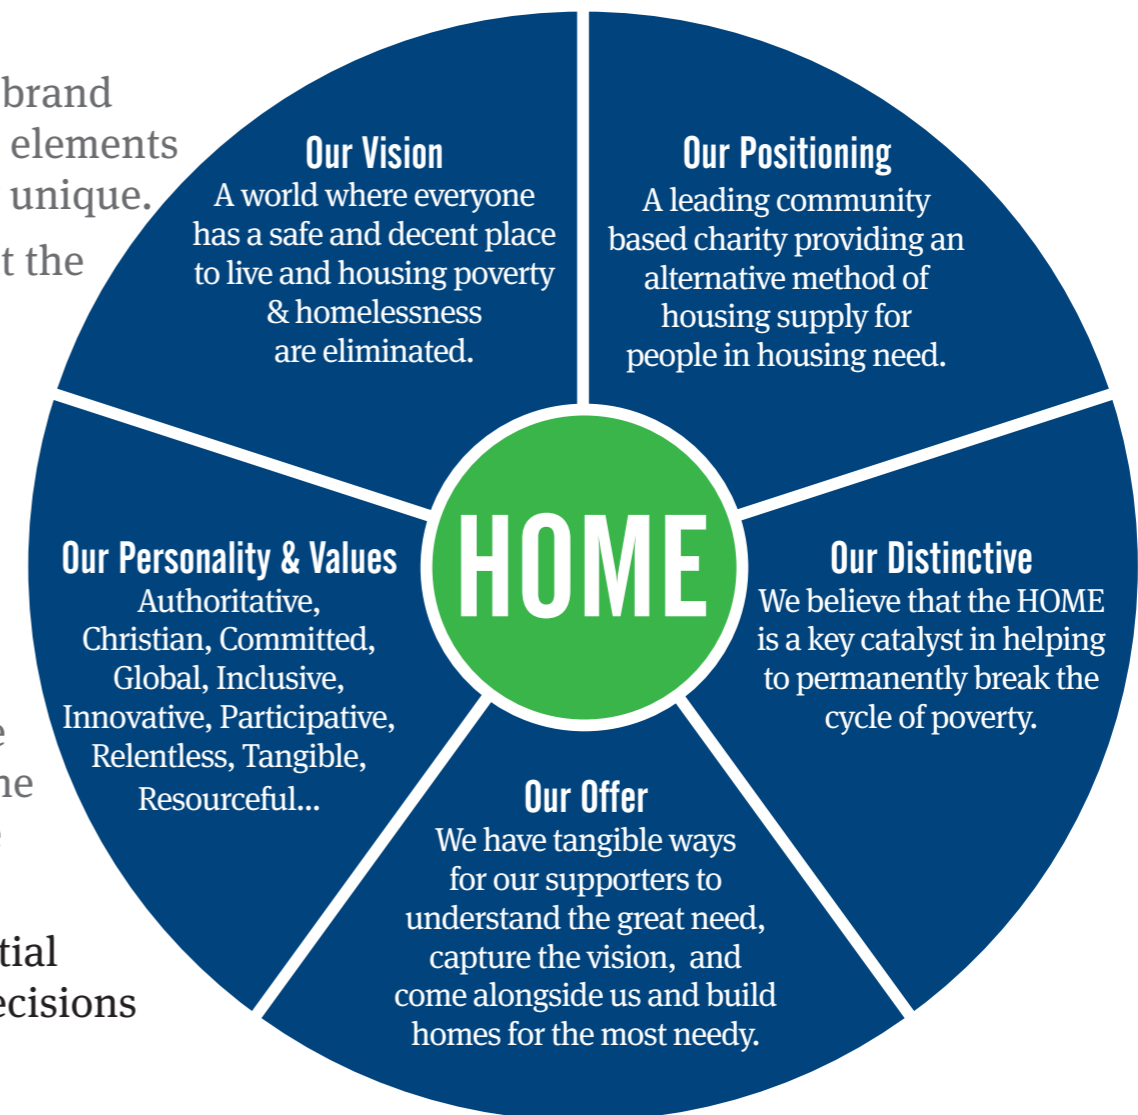 brand
elements
unique.
t the
e
ne
e
tial
ecisions
Our Vision
A world where everyone
has a safe and decent place
to live and housing poverty
& homelessness
are eliminated.
Our Positioning
A leading community
based charity providing an
alternative method of
housing supply for
people in housing need.
Our Personality & Values
Authoritative,
Christian, Committed,
Global, Inclusive,
Innovative, Participative,
Relentless, Tangible,
Resourceful...
HOME
Our Distinctive
We believe that the HOME
is a key catalyst in helping
to permanently break the
cycle of poverty.
Our Offer
We have tangible ways
for our supporters to
understand the great need,
capture the vision,  and
come alongside us and build
homes for the most needy.